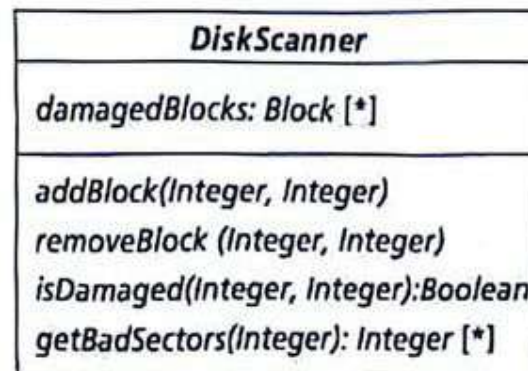 DiskScanner
damagedBlocks: Block [*]
addBlock(Integer, Integer)
removeBlock (Integer, Integer)
isDamaged(Integer, Integer):Boolean
getBadSectors(Integer): Integer [*]